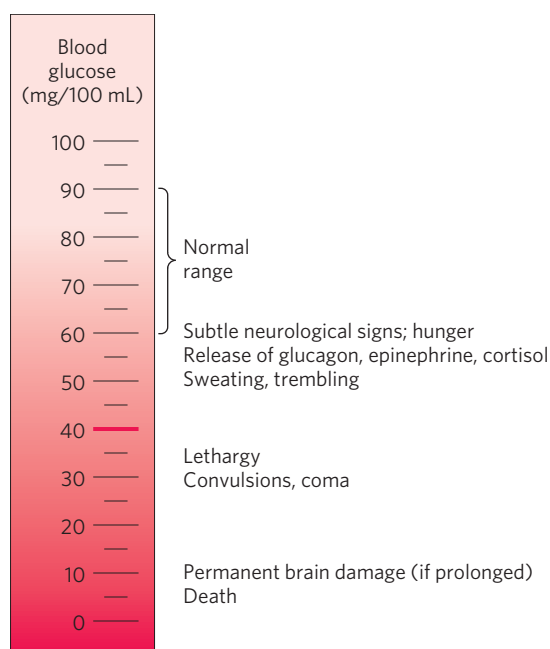 Blood
glucose
(mg/100 mL)
100
90
80
Normal
range
70
60
Subtle neurological signs; hunger
Release of glucagon, epinephrine, cortisol
Sweating, trembling
50
40
Lethargy
Convulsions, coma
30
20
10
Permanent brain damage (if prolonged)
Death
0